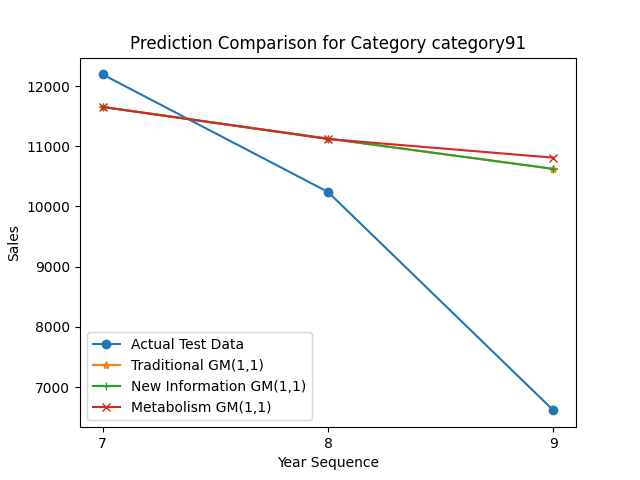 Prediction Comparison for Category category91
12000
11000
10000
9000
8000
7000
Sales
Actual Test Data
Traditional GM(1,1)
New Information GM(1,1)
Metabolism GM(1,1)
7
8
9
Year Sequence